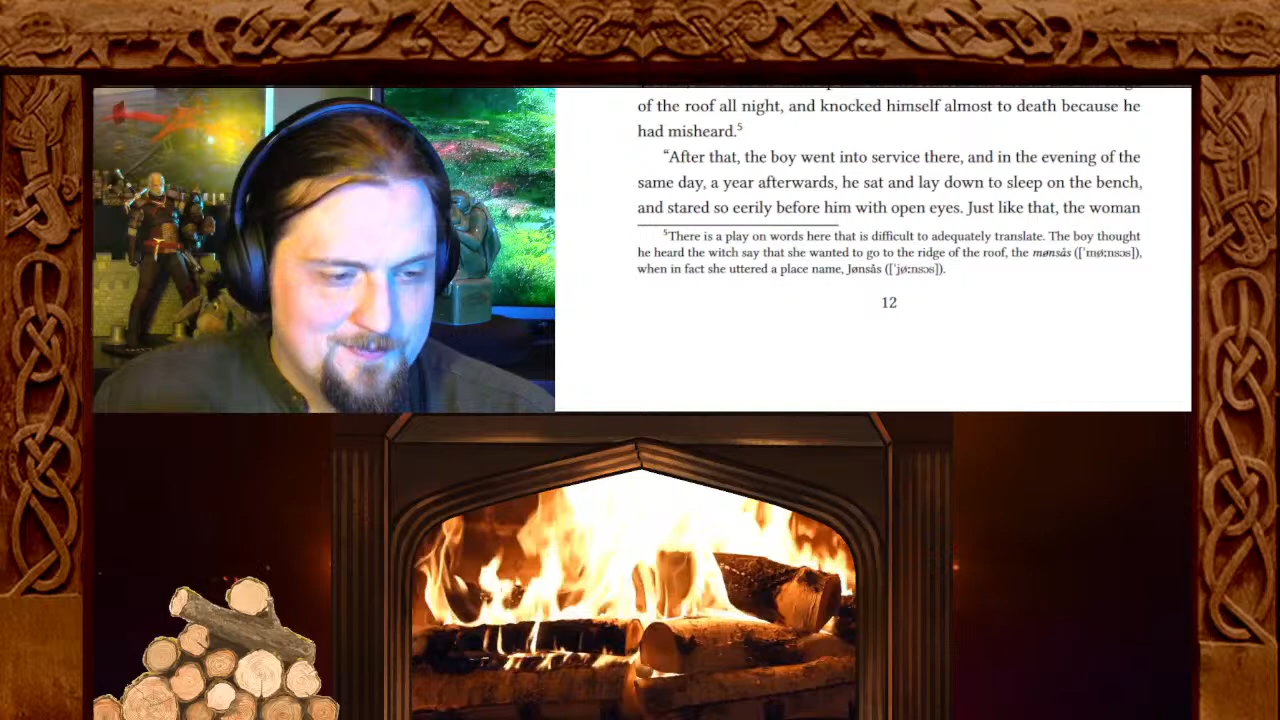 of the roof all night, and knocked himself almost to death because he
had misheard.⁵
“After that, the boy went into service there, and in the evening of the
same day, a year afterwards, he sat and lay down to sleep on the bench,
and stared so eerily before him with open eyes. Just like that, the woman
⁵There is a play on words here that is difficult to adequately translate. The boy thought
he heard the witch say that she wanted to go to the ridge of the roof, the mønsås ([ˈmøːnsɔs]),
when in fact she uttered a place name, Jønsås ([ˈjøːnsɔs]).
12